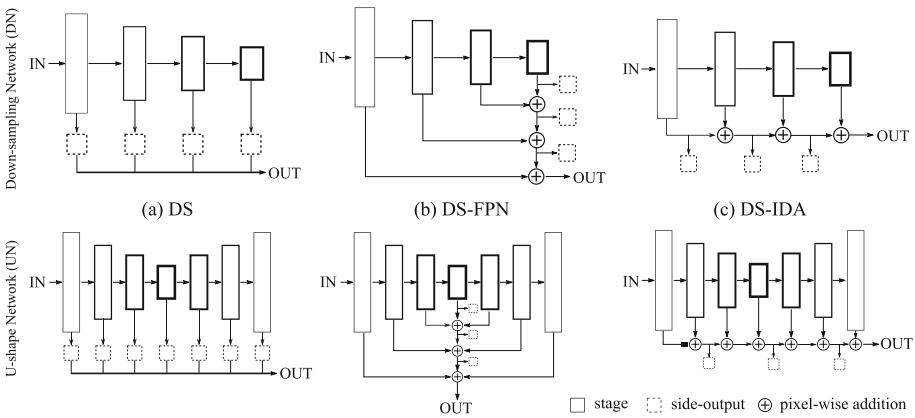 Down-sampling Network (DN)
IN
OUT
(a) DS
IN
OUT
(b) DS-FPN
IN
OUT
(c) DS-IDA
U-shape Network (UN)
IN
OUT
IN
OUT
IN
OUT
stage
side-output
pixel-wise addition